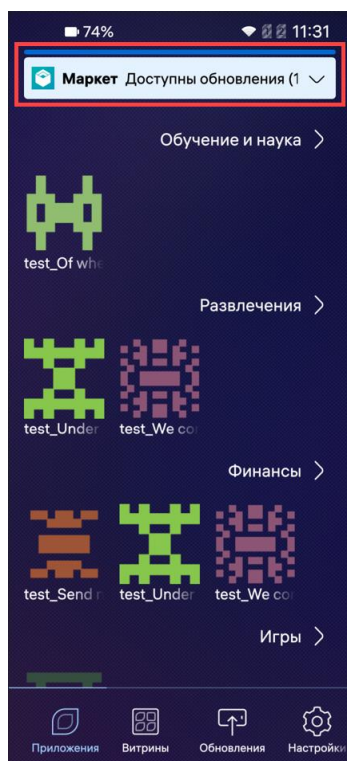 74% 11:31
Маркет Доступны обновления (1
Обучение и наука
test_Of whe
Развлечения
test_Under test_We co
Финансы
test_Send test_Under test_We co
Игры
Приложения Витрины Обновления Настройки